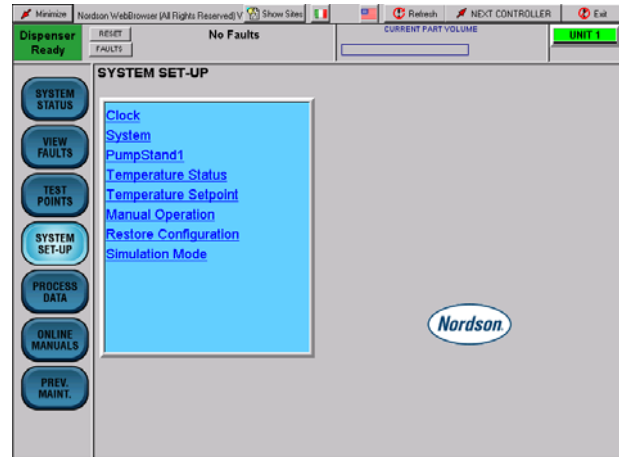 Minimize Nordson WebBrowser (All Rights Reserved) V Show Sites Refresh NEXT CONTROLLER Exit
Dispenser Ready
RESET
FAULTS
No Faults
CURRENT PART VOLUME
UNIT 1
SYSTEM SET-UP
SYSTEM
STATUS
VIEW
FAULTS
TEST
POINTS
SYSTEM
SET-UP
PROCESS
DATA
ONLINE
MANUALS
PREV.
MAINT.
Clock
System
PumpStand1
Temperature Status
Temperature Setpoint
Manual Operation
Restore Configuration
Simulation Mode
Nordson